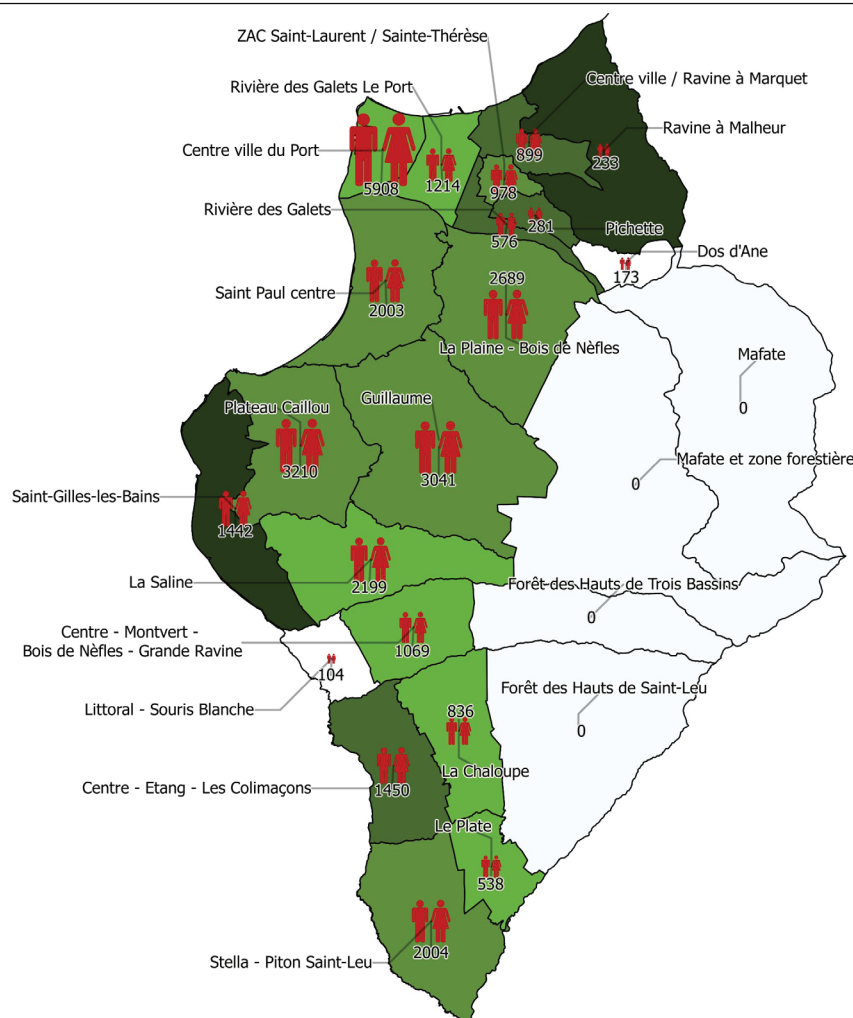 ZAC Saint-Laurent / Sainte-Thérèse
Centre ville / Ravine à Marquet
Rivière des Galets Le Port
Ravine à Malheur
Centre ville du Port
899
233
1214
978
5908
Rivière des Galets
281
576
Pichette
Dos d'Ane
173
2689
Saint Paul centre
2003
La Plaine - Bois de Nèfles
Mafate
0
Guillaume
Plateau Caillou
3210
3041
Mafate et zone forestière
0
Saint-Gilles-les-Bains
1442
La Saline
2199
Forêt des Hauts de Trois Bassins
0
Centre - Montvert -
Bois de Nèfles - Grande Ravine
1069
104
Littoral - Souris Blanche
Forêt des Hauts de Saint-Leu
0
836
La Chaloupe
Centre - Etang - Les Colimaçons
1450
Le Plate
538
Stella - Piton Saint-Leu
2004